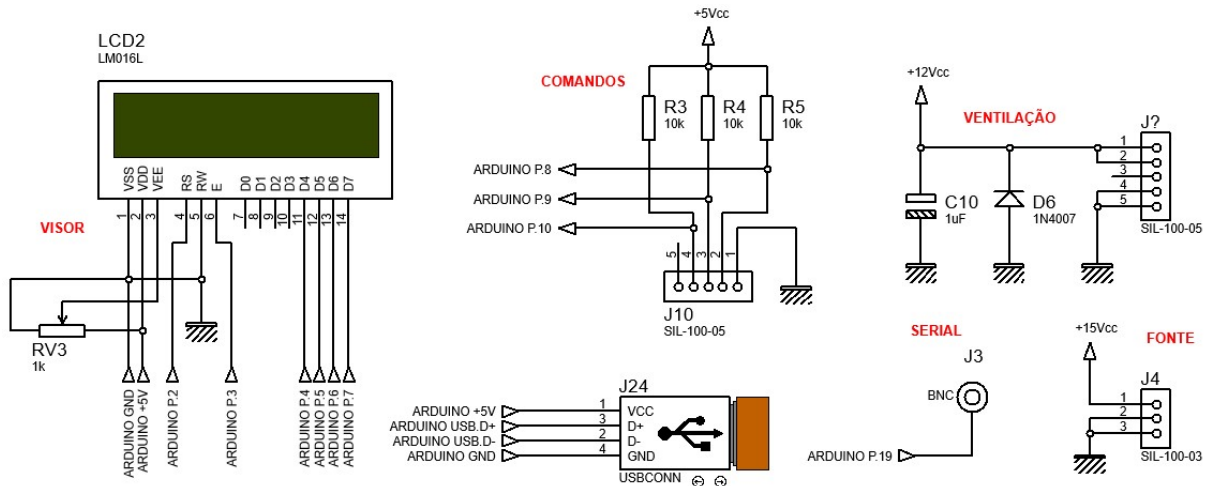 LCD2
LM016L
VSS
VDD
VEE
RS
RW
E
D0
D1
D2
D3
D4
D5
D6
D7
1
2
3
4
5
6
7
8
9
10
11
12
13
14
VISOR
RV3
1k
ARDUINO GND
ARDUINO +5V
ARDUINO P.2
ARDUINO P.3
ARDUINO P.4
ARDUINO P.5
ARDUINO P.6
ARDUINO P.7
+5Vcc
COMANDOS
R3
10k
R4
10k
R5
10k
ARDUINO P.8
ARDUINO P.9
ARDUINO P.10
5
4
3
2
1
J10
SIL-100-05
J24
ARDUINO +5V 1 VCC
ARDUINO USB.D+ 3 D+
ARDUINO USB.D- 2 D-
ARDUINO GND 4 GND
USBCONN
+12Vcc
VENTILAÇÃO
J?
1
2
3
4
5
SIL-100-05
C10
1uF
D6
1N4007
SERIAL
J3
BNC
ARDUINO P.19
+15Vcc
FONTE
J4
1
2
3
SIL-100-03